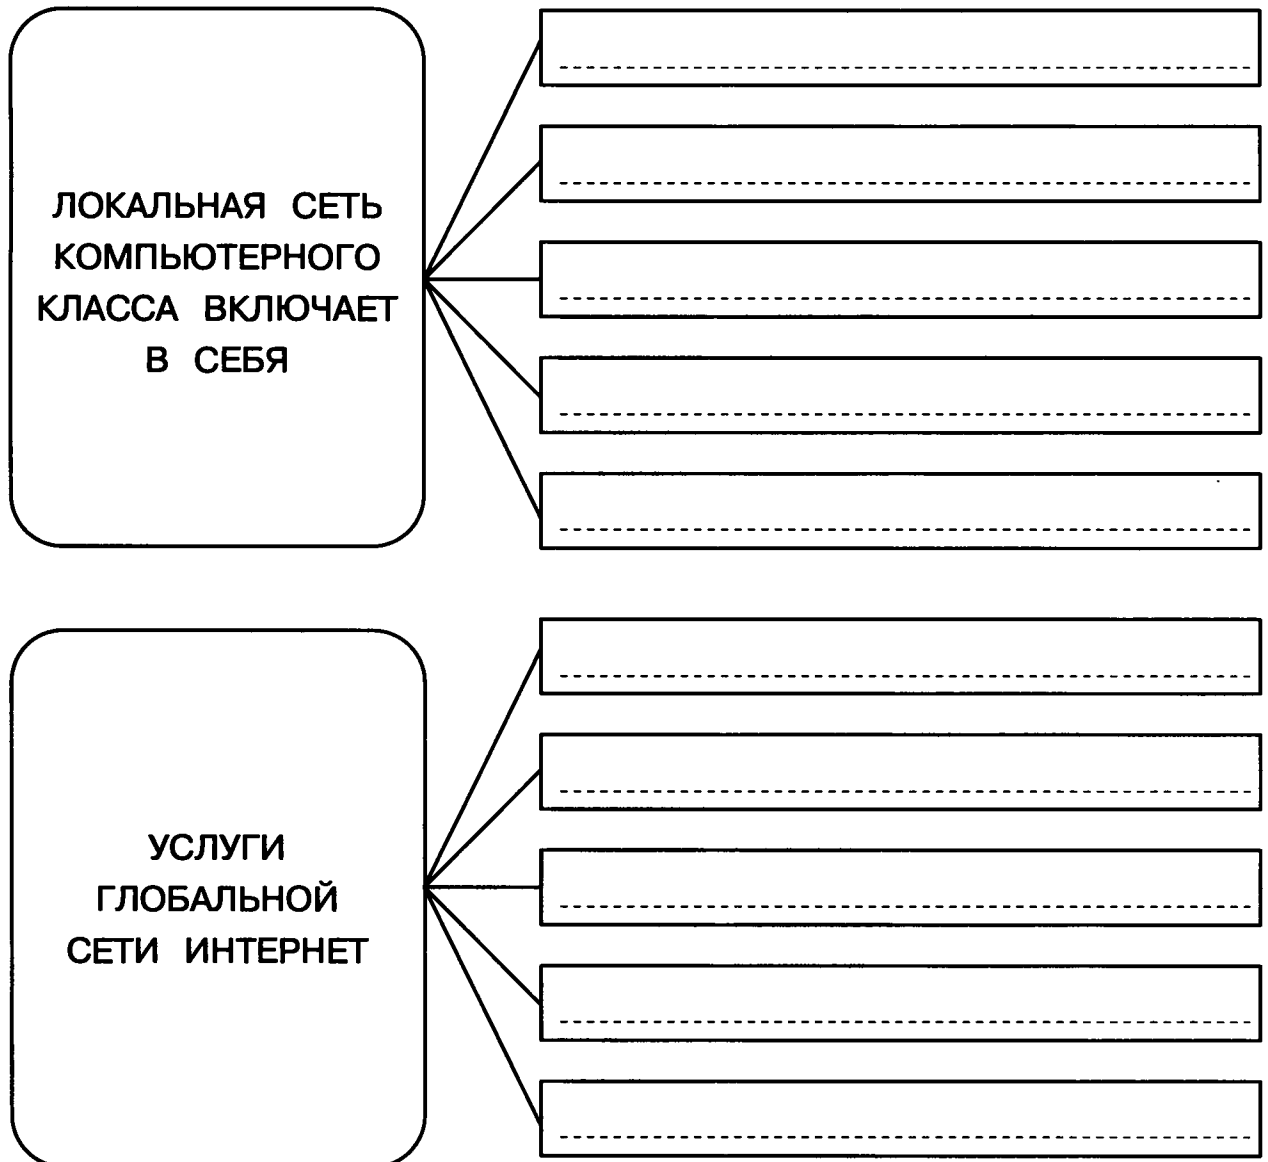 ЛОКАЛЬНАЯ СЕТЬ
КОМПЬЮТЕРНОГО
КЛАССА ВКЛЮЧАЕТ
В СЕБЯ
УСЛУГИ
ГЛОБАЛЬНОЙ
СЕТИ ИНТЕРНЕТ